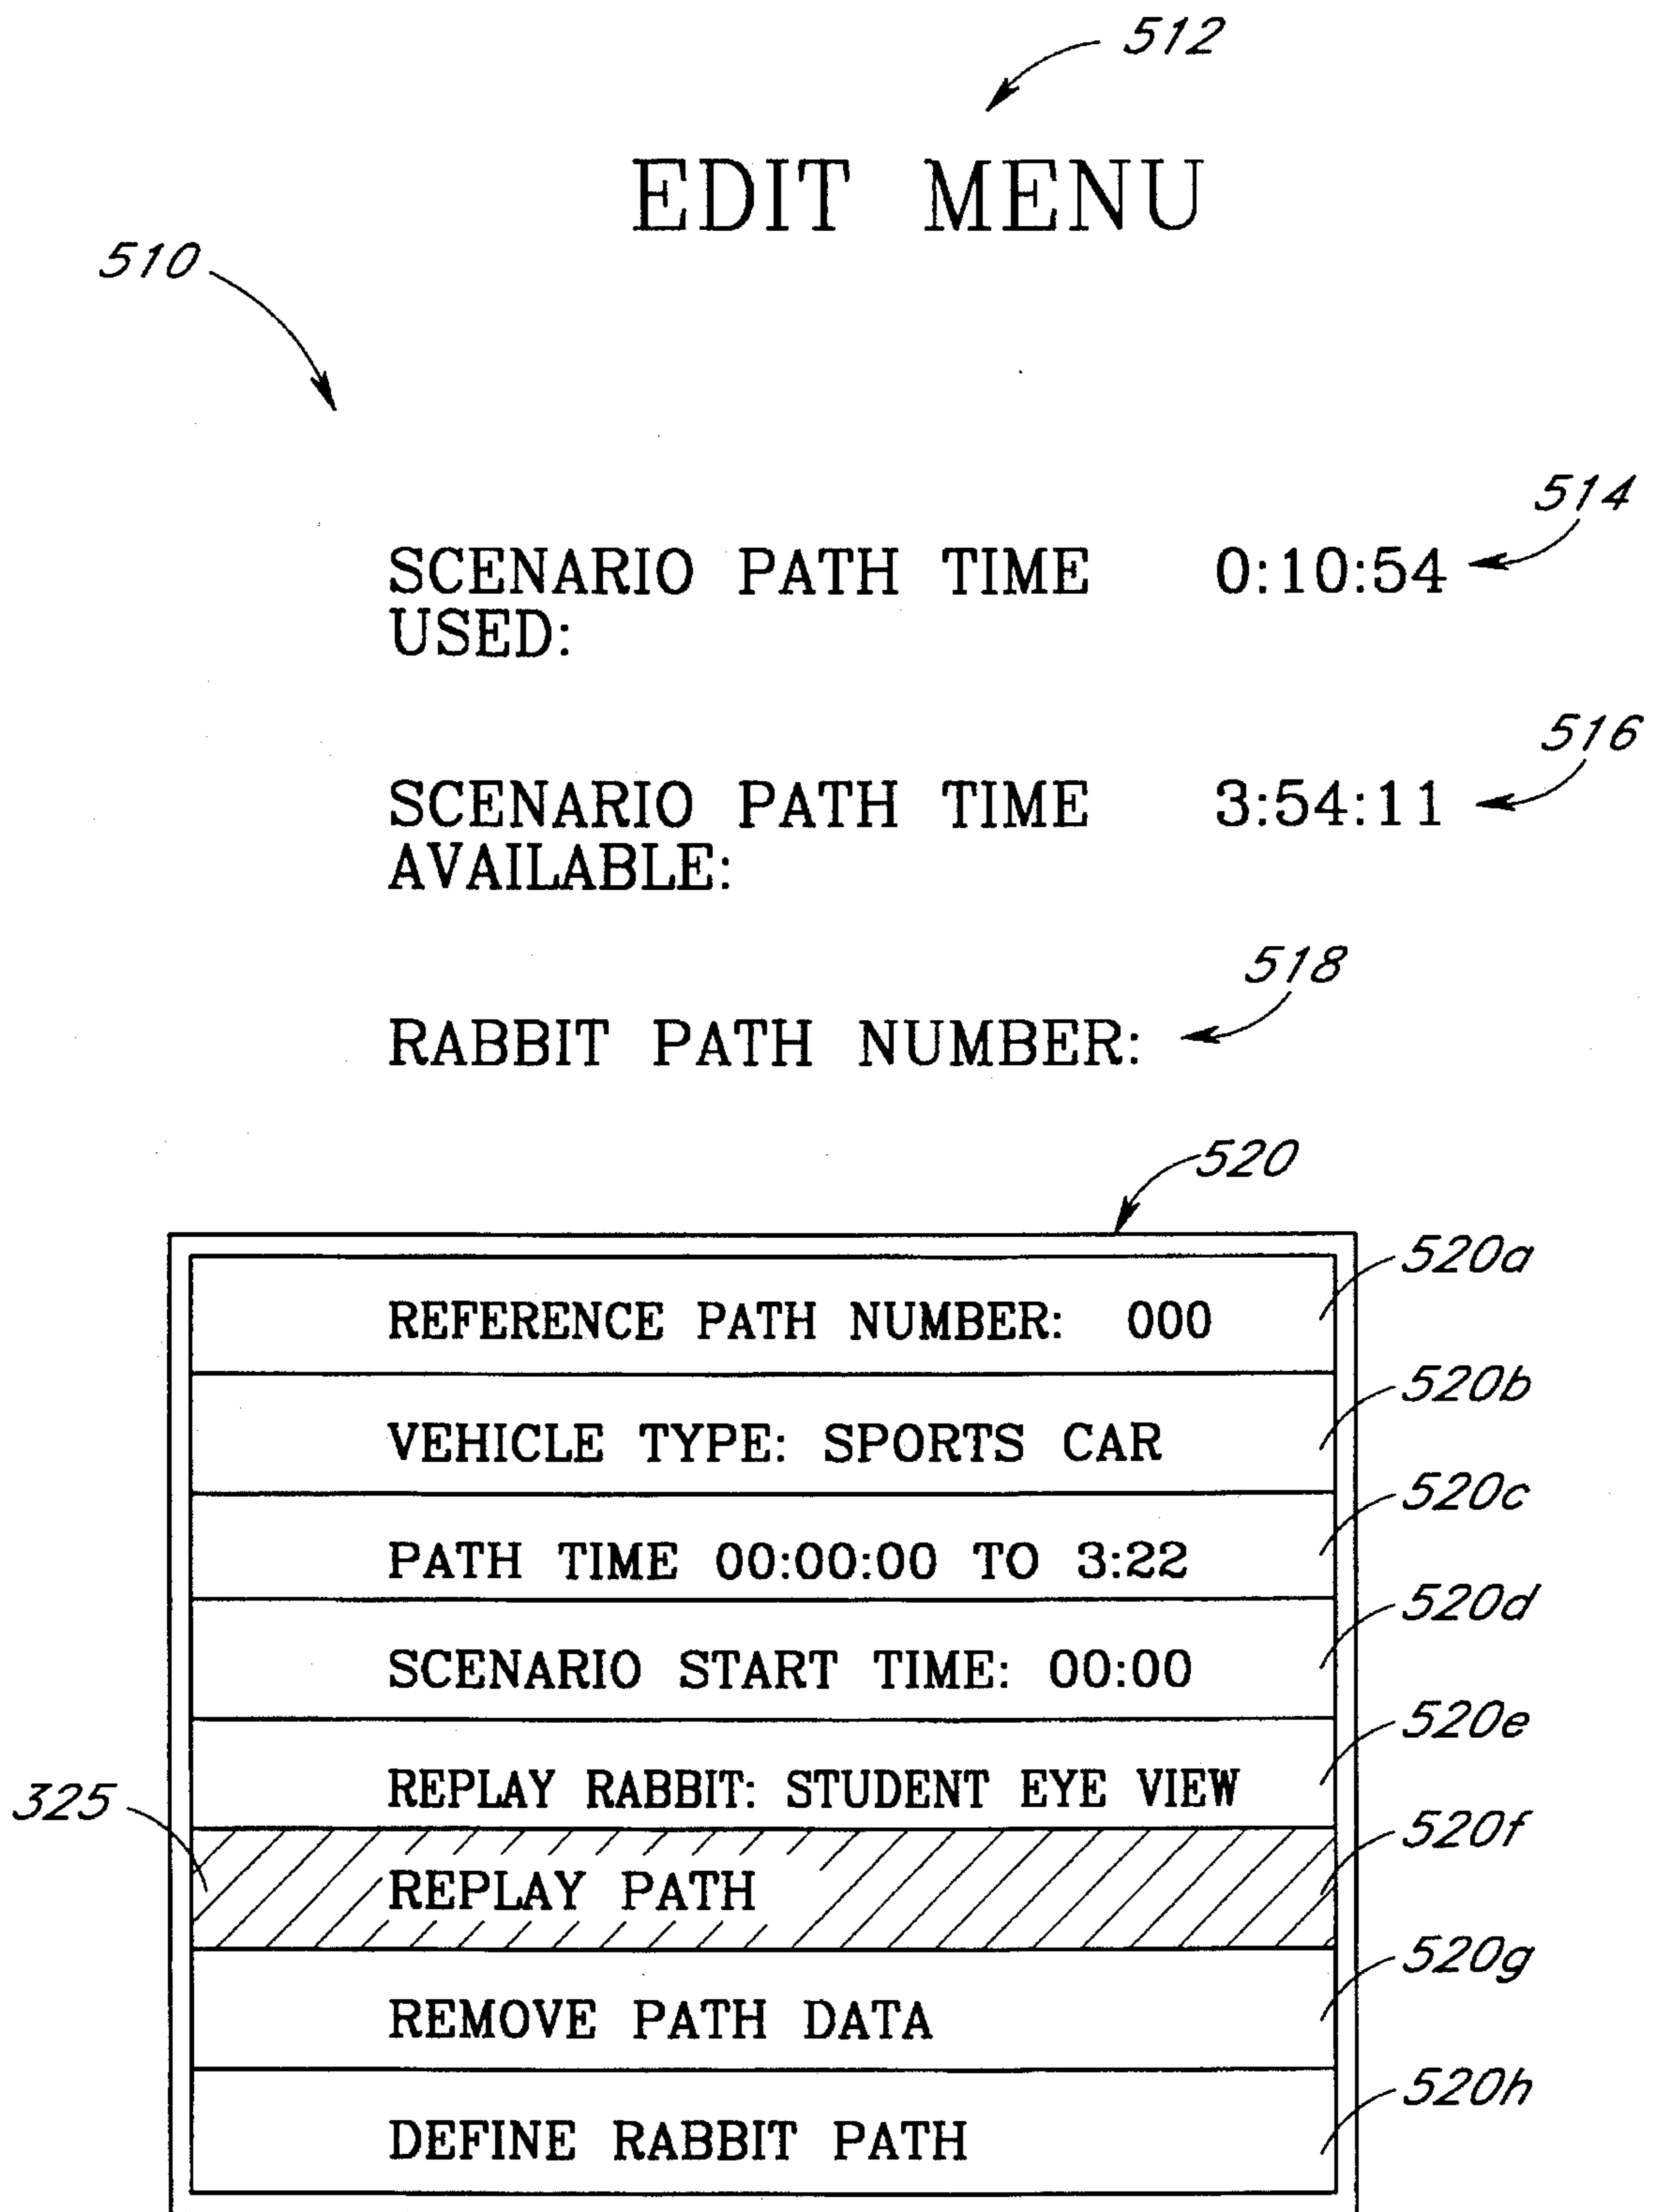 512
EDIT MENU
510
514
SCENARIO PATH TIME 0:10:54
USED:
516
SCENARIO PATH TIME 3:54:11
AVAILABLE:
518
RABBIT PATH NUMBER:
520
520a
REFERENCE PATH NUMBER: 000
520b
VEHICLE TYPE: SPORTS CAR
520c
PATH TIME 00:00:00 TO 3:22
520d
SCENARIO START TIME: 00:00
520e
REPLAY RABBIT: STUDENT EYE VIEW
325
520f
REPLAY PATH
520g
REMOVE PATH DATA
520h
DEFINE RABBIT PATH